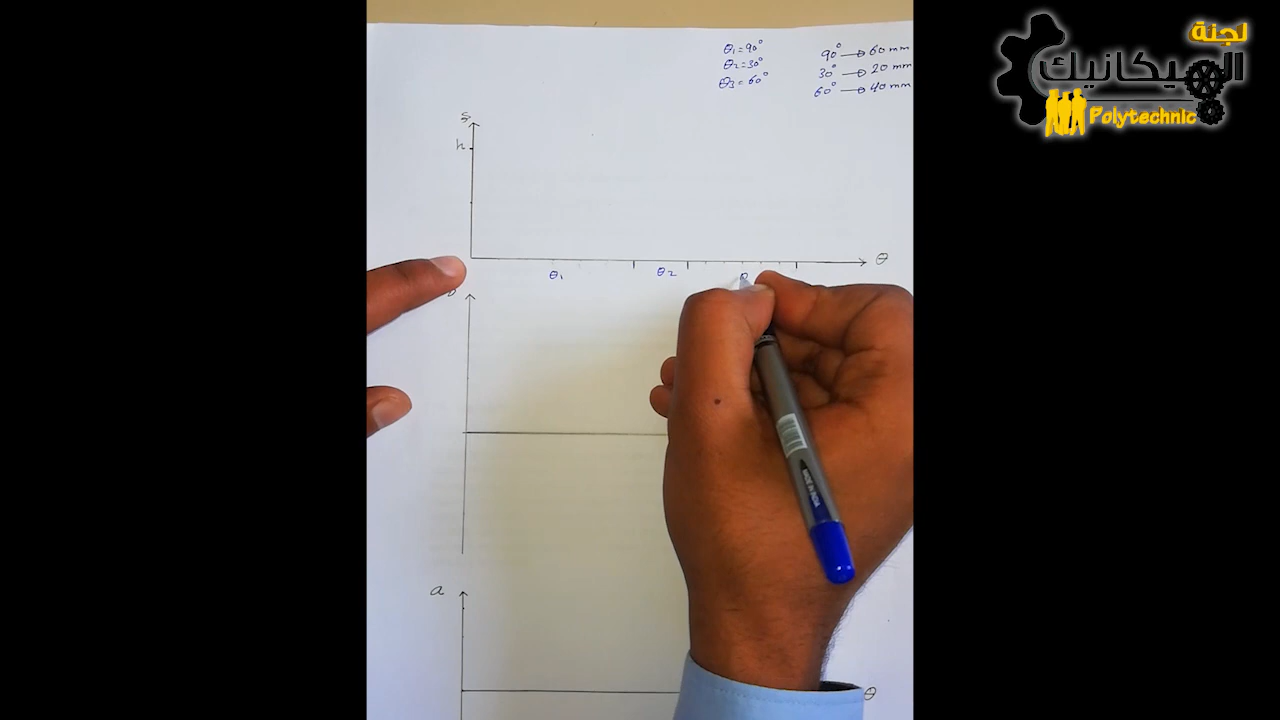 لجنة
الميكانيك
Polytechnic
θ1 = 90°
θ2 = 30°
θ3 = 60°
90° → 60 mm
30° → 20 mm
60° → 40 mm
s
h
θ
θ1
θ2
a
θ